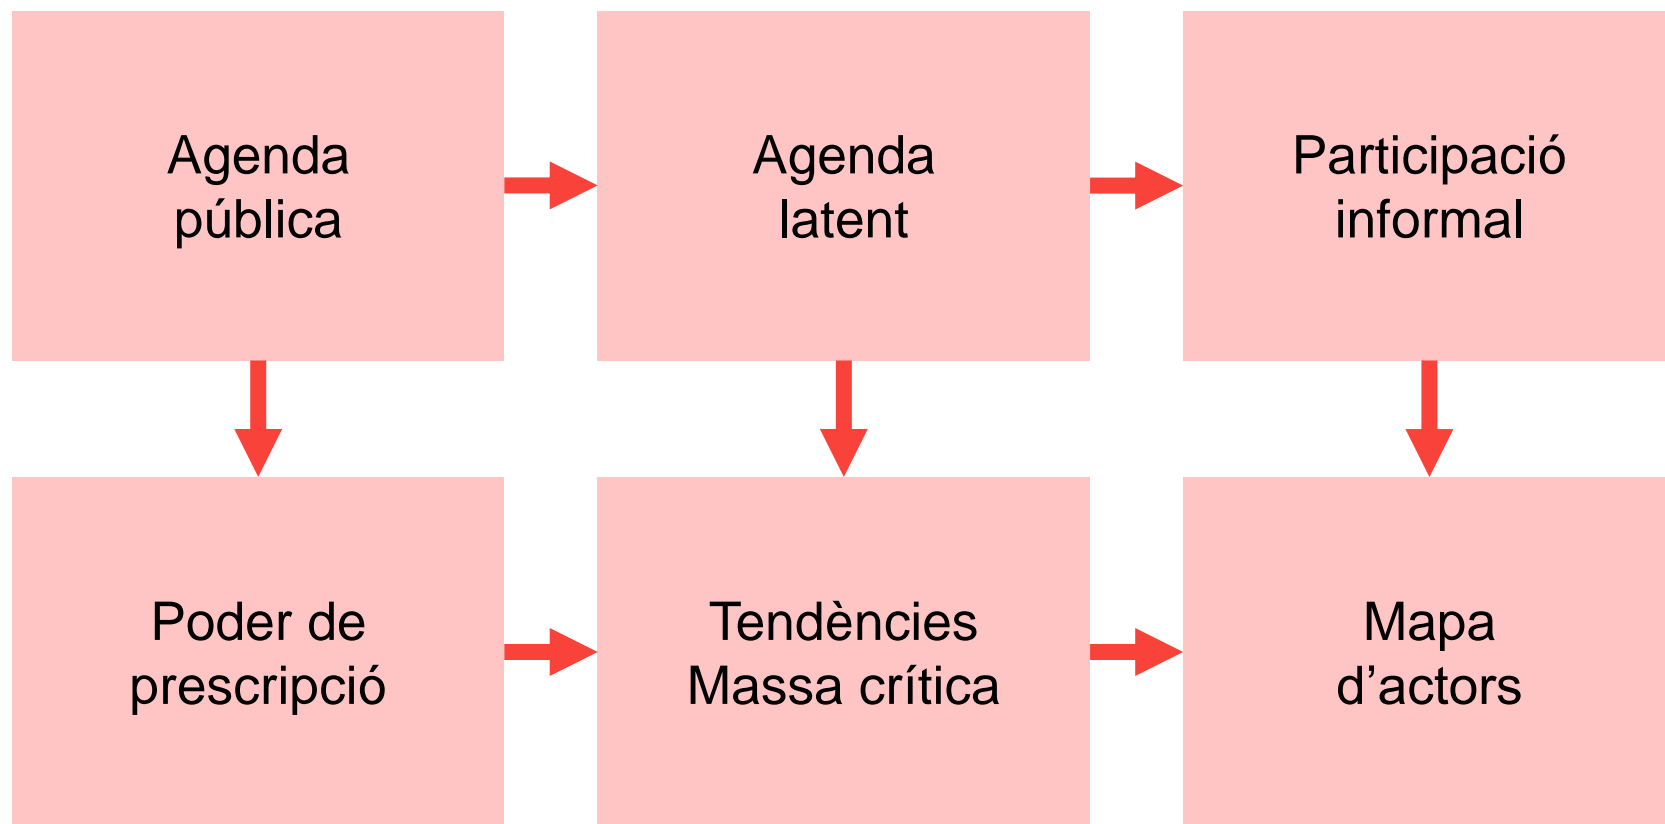 Agenda
pública
Agenda
latent
Participació
informal
Poder de
prescripció
Tendències
Massa crítica
Mapa
d’actors